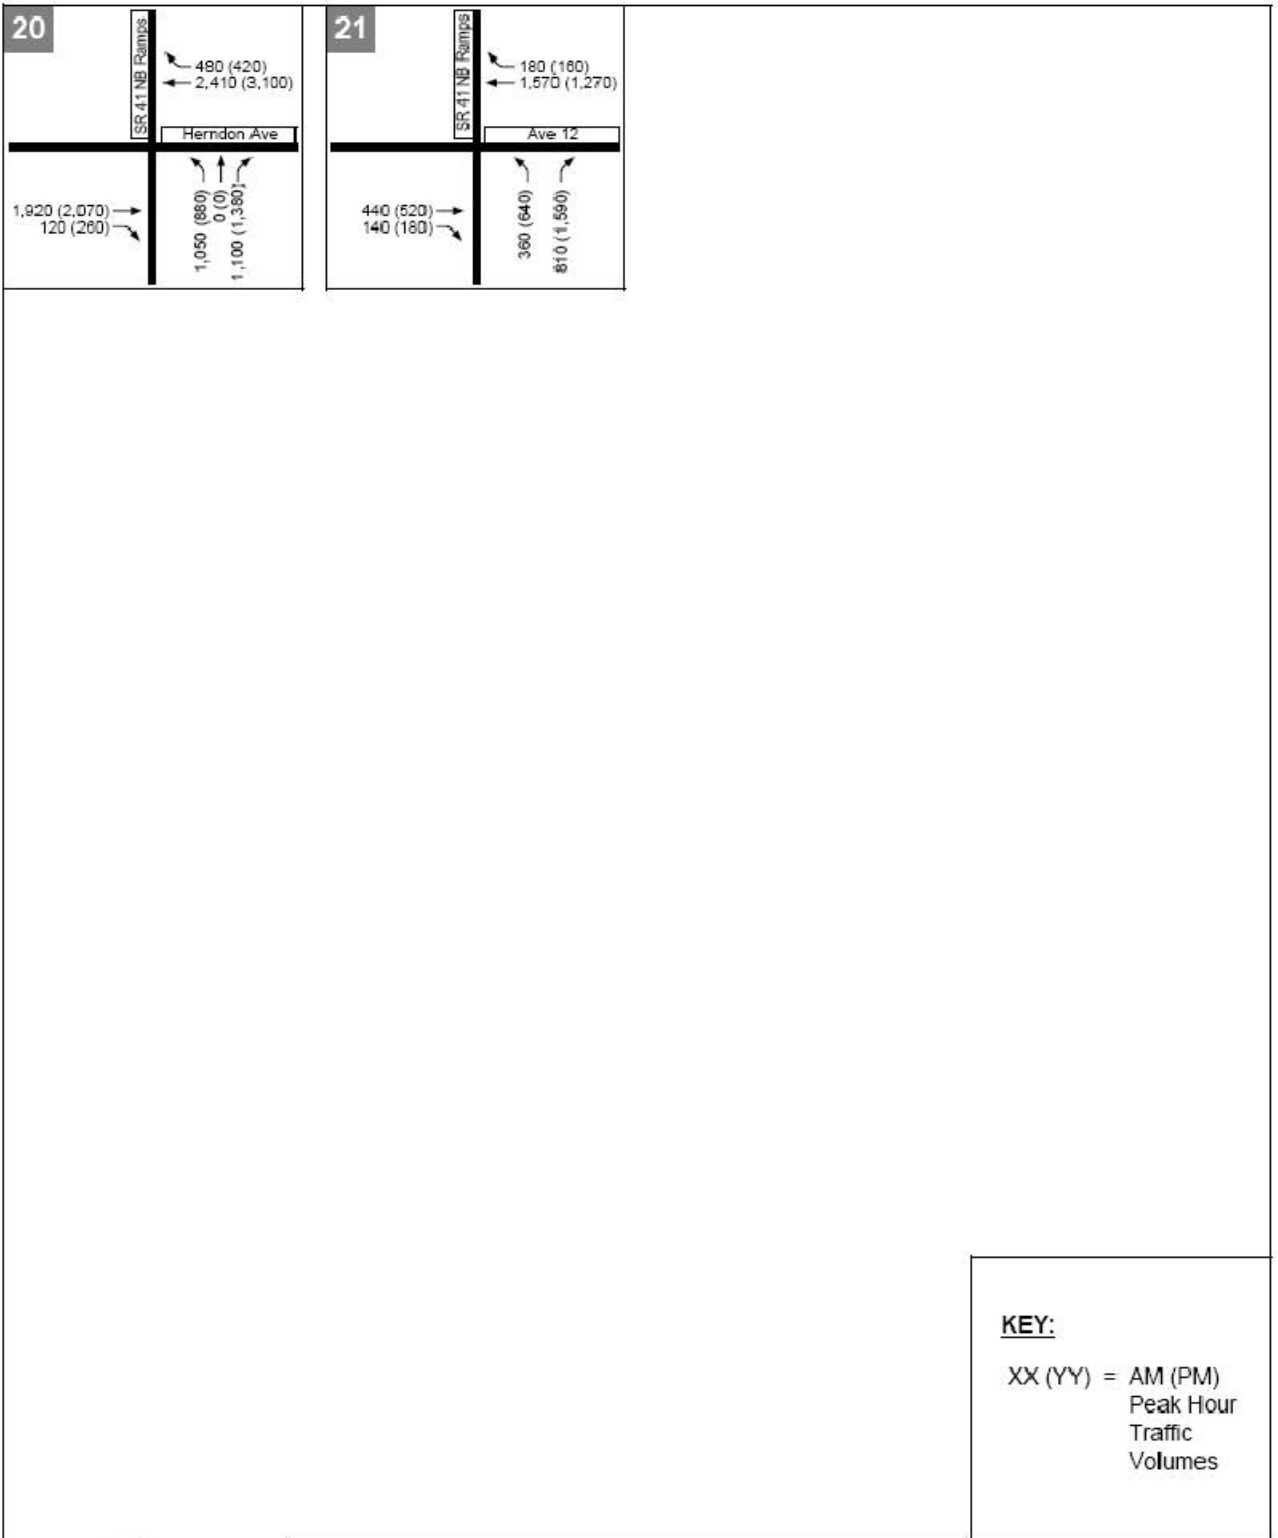 20
SR 41 NB Ramps
480 (420)
2,410 (3,100)
Herndon Ave
1,920 (2,070)
120 (260)
1,050 (880)
0 (0)
1,100 (1,380)
21
SR 41 NB Ramps
180 (160)
1,570 (1,270)
Ave 12
440 (520)
140 (180)
360 (640)
810 (1,590)
KEY:
XX (YY) = AM (PM)
Peak Hour
Traffic
Volumes